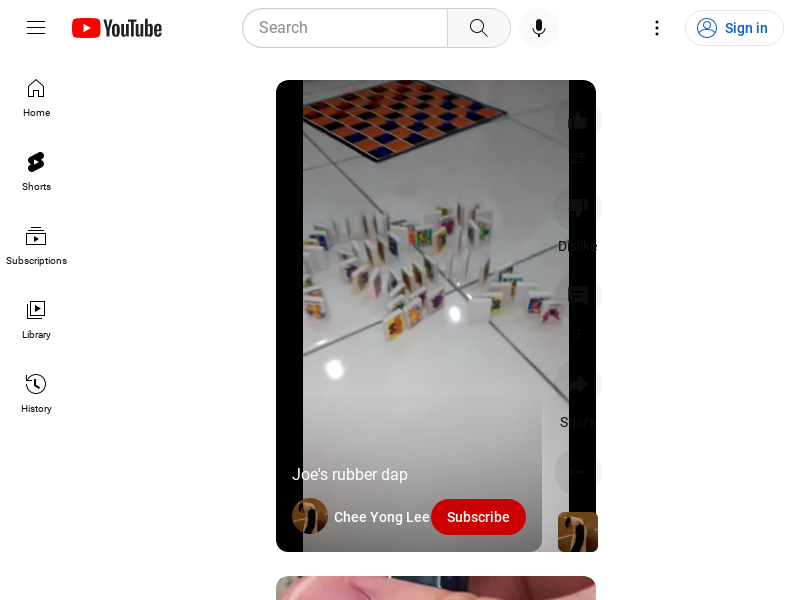 YouTube
Search
Sign in
Home
Shorts
Subscriptions
Library
History
25
Dislike
7
Share
Joe's rubber dap
Chee Yong Lee
Subscribe